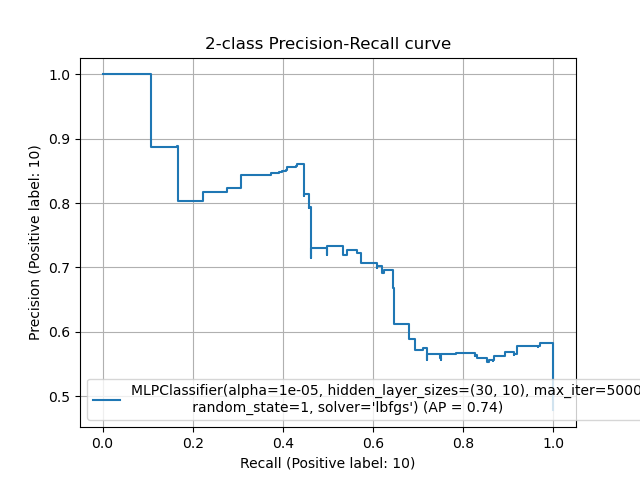 2-class Precision-Recall curve
1.0
0.9
0.8
0.7
0.6
0.5
Precision (Positive label: 10)
MLPClassifier(alpha=1e-05, hidden_layer_sizes=(30, 10), max_iter=5000
random_state=1, solver='lbfgs') (AP = 0.74)
0.0 0.2 0.4 0.6 0.8 1.0
Recall (Positive label: 10)